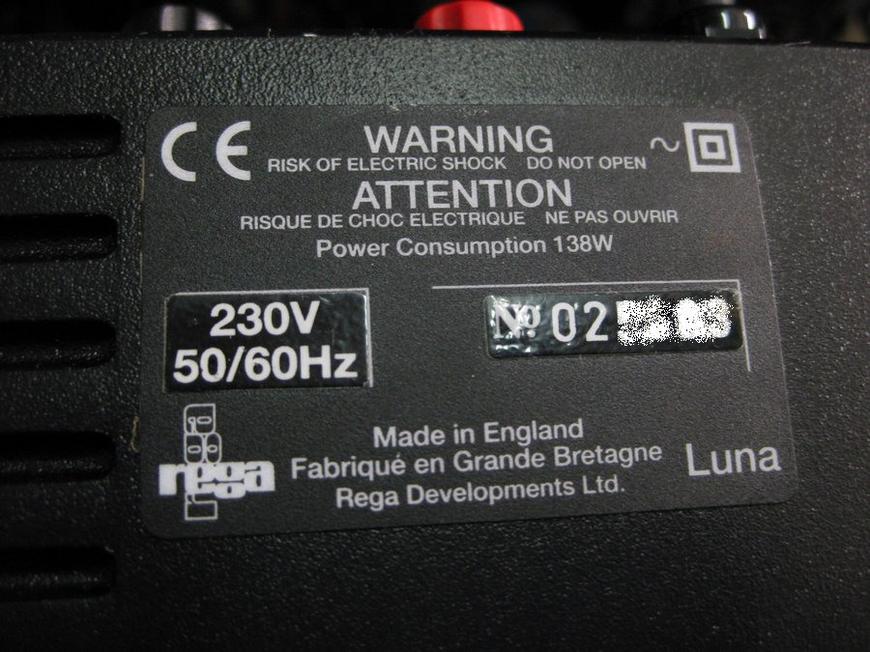 CE
WARNING
RISK OF ELECTRIC SHOCK DO NOT OPEN
ATTENTION
RISQUE DE CHOC ELECTRIQUE NE PAS OUVRIR
Power Consumption 138W
230V
50/60Hz
Nº 02
rega
Made in England
Fabriqué en Grande Bretagne
Rega Developments Ltd.
Luna